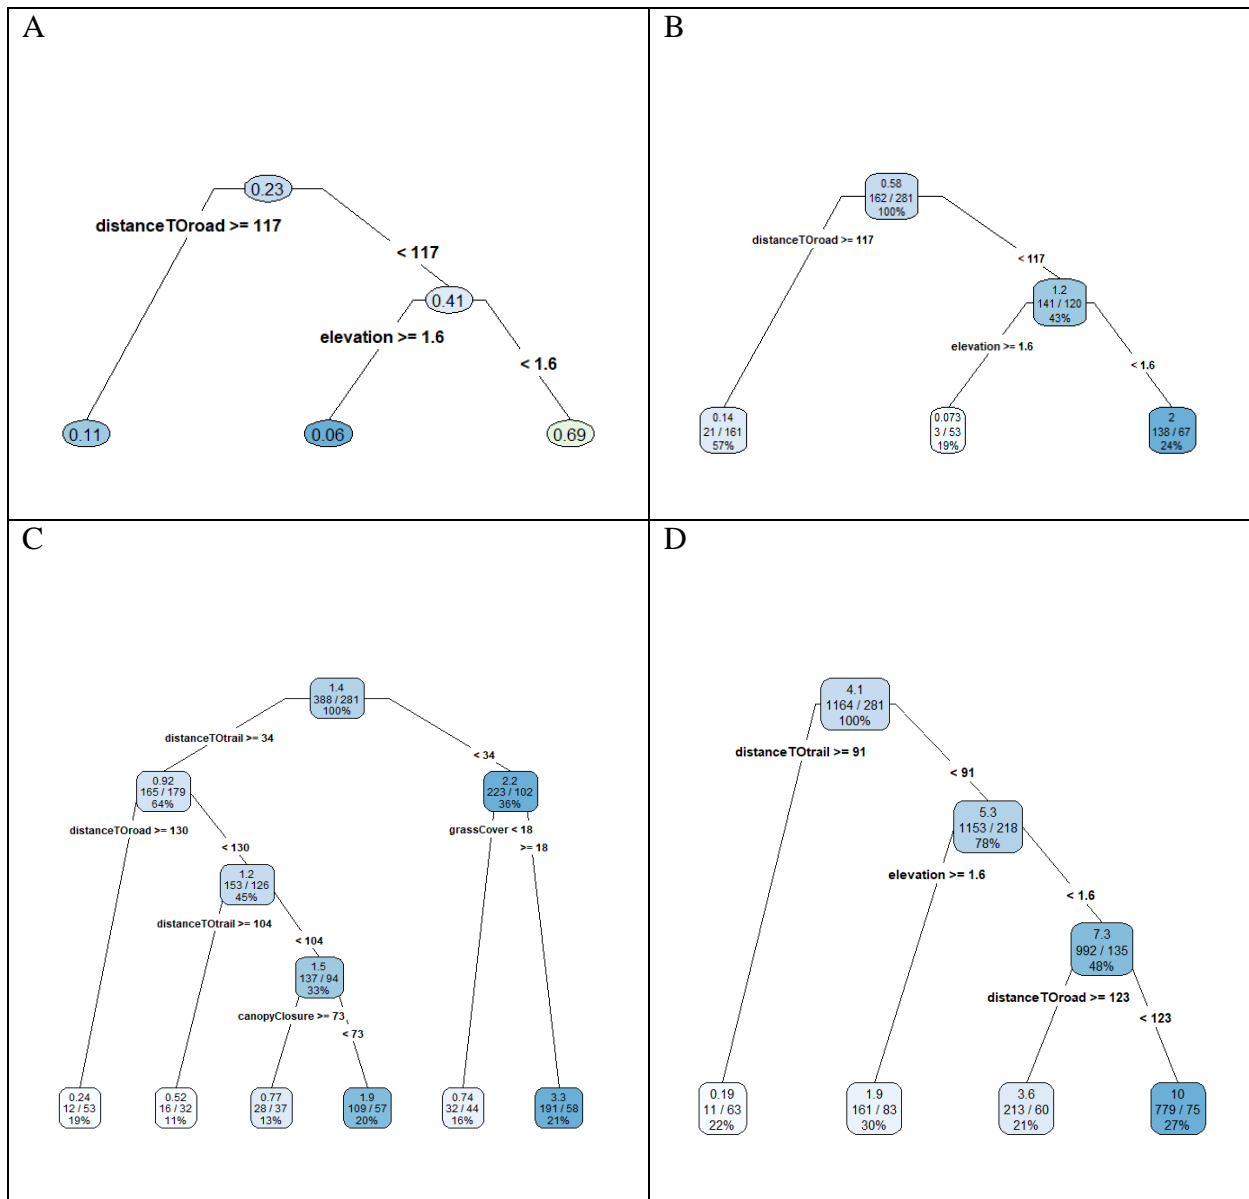 A
0.23
distanceTOroad >= 117
< 117
0.41
elevation >= 1.6
< 1.6
0.11
0.06
0.69
B
0.58
162 / 281
100%
distanceTOroad >= 117
< 117
1.2
141 / 120
43%
elevation >= 1.6
< 1.6
0.14
21 / 161
57%
0.073
3 / 53
19%
2
138 / 67
24%
C
1.4
388 / 281
100%
distanceTOtrail >= 34
< 34
0.92
165 / 179
64%
2.2
223 / 102
36%
distanceTOroad >= 130
< 130
grassCover < 18
>= 18
1.2
153 / 126
45%
distanceTOtrail >= 104
< 104
1.5
137 / 94
33%
canopyClosure >= 73
< 73
0.24
12 / 53
19%
0.52
16 / 32
11%
0.77
28 / 37
13%
1.9
109 / 57
20%
0.74
32 / 44
16%
3.3
191 / 58
21%
D
4.1
1164 / 281
100%
distanceTOtrail >= 91
< 91
5.3
1153 / 218
78%
elevation >= 1.6
< 1.6
7.3
992 / 135
48%
distanceTOroad >= 123
< 123
0.19
11 / 63
22%
1.9
161 / 83
30%
3.6
213 / 60
21%
10
779 / 75
27%